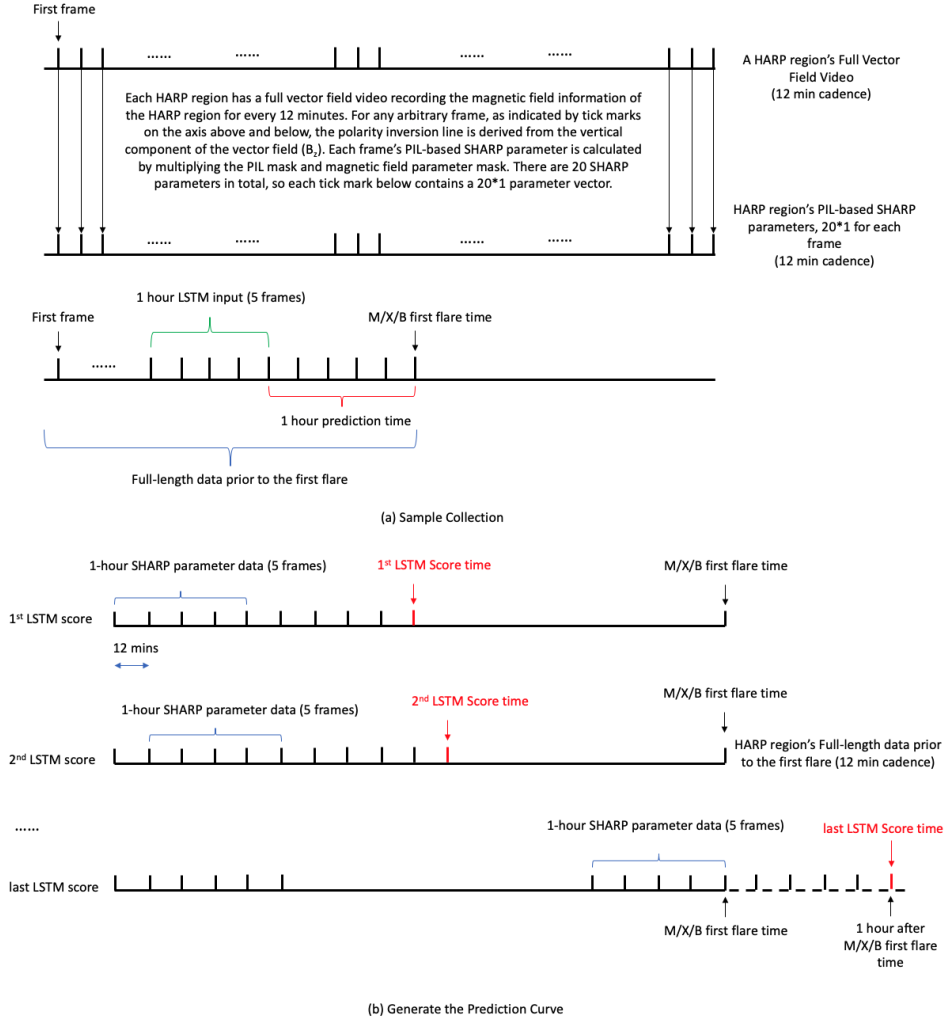 First frame
......
......
......
......
A HARP region's Full Vector
Field Video
(12 min cadence)
Each HARP region has a full vector field video recording the magnetic field information of
the HARP region for every 12 minutes. For any arbitrary frame, as indicated by tick marks
on the axis above and below, the polarity inversion line is derived from the vertical
component of the vector field (Bz). Each frame's PIL-based SHARP parameter is calculated
by multiplying the PIL mask and magnetic field parameter mask. There are 20 SHARP
parameters in total, so each tick mark below contains a 20*1 parameter vector.
HARP region's PIL-based SHARP
parameters, 20*1 for each
frame
(12 min cadence)
......
......
......
......
1 hour LSTM input (5 frames)
First frame
M/X/B first flare time
......
1 hour prediction time
Full-length data prior to the first flare
(a) Sample Collection
1-hour SHARP parameter data (5 frames)
1st LSTM Score time
M/X/B first flare time
1st LSTM score
12 mins
1-hour SHARP parameter data (5 frames)
2nd LSTM Score time
M/X/B first flare time
2nd LSTM score
HARP region's Full-length data prior
to the first flare (12 min cadence)
......
1-hour SHARP parameter data (5 frames)
last LSTM Score time
last LSTM score
M/X/B first flare time
1 hour after
M/X/B first flare
time
(b) Generate the Prediction Curve